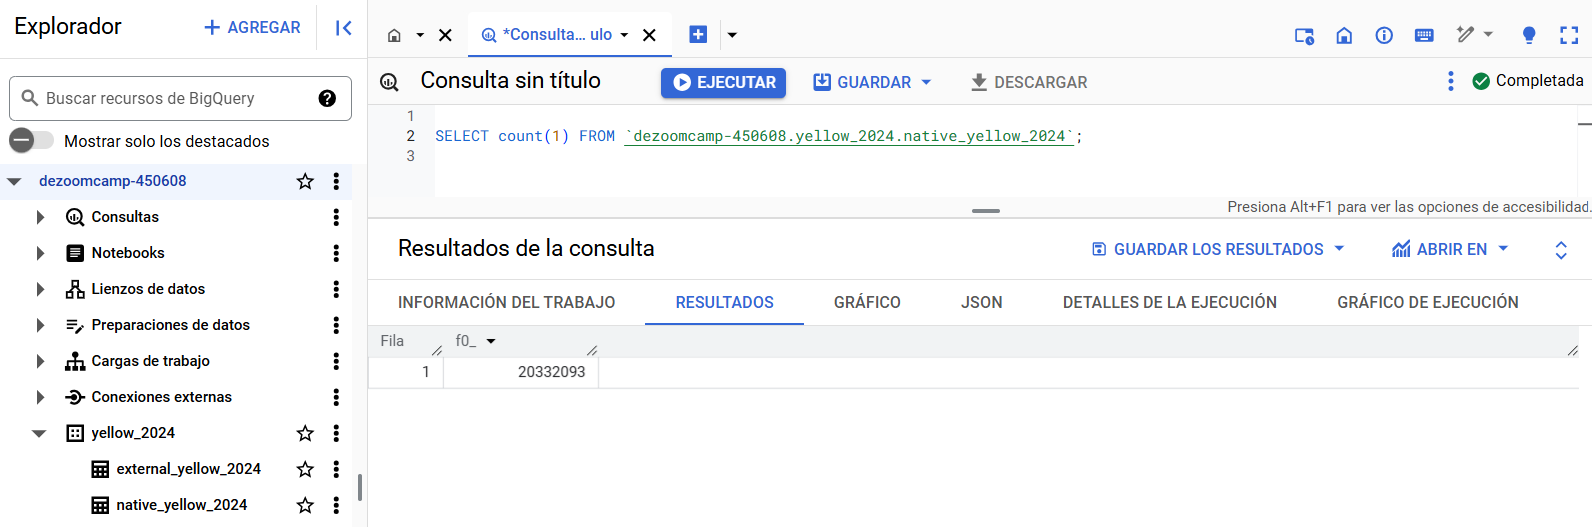 Explorador
AGREGAR
Buscar recursos de BigQuery
Mostrar solo los destacados
dezoomcamp-450608
Consultas
Notebooks
Lienzos de datos
Preparaciones de datos
Cargas de trabajo
Conexiones externas
yellow_2024
external_yellow_2024
native_yellow_2024
*Consulta… ulo
Consulta sin título
EJECUTAR
GUARDAR
DESCARGAR
Completada
1
2 SELECT count(1) FROM `dezoomcamp-450608.yellow_2024.native_yellow_2024`;
3
Presiona Alt+F1 para ver las opciones de accesibilidad.
Resultados de la consulta
GUARDAR LOS RESULTADOS
ABRIR EN
INFORMACIÓN DEL TRABAJO RESULTADOS GRÁFICO JSON DETALLES DE LA EJECUCIÓN GRÁFICO DE EJECUCIÓN
Fila f0_
1 20332093